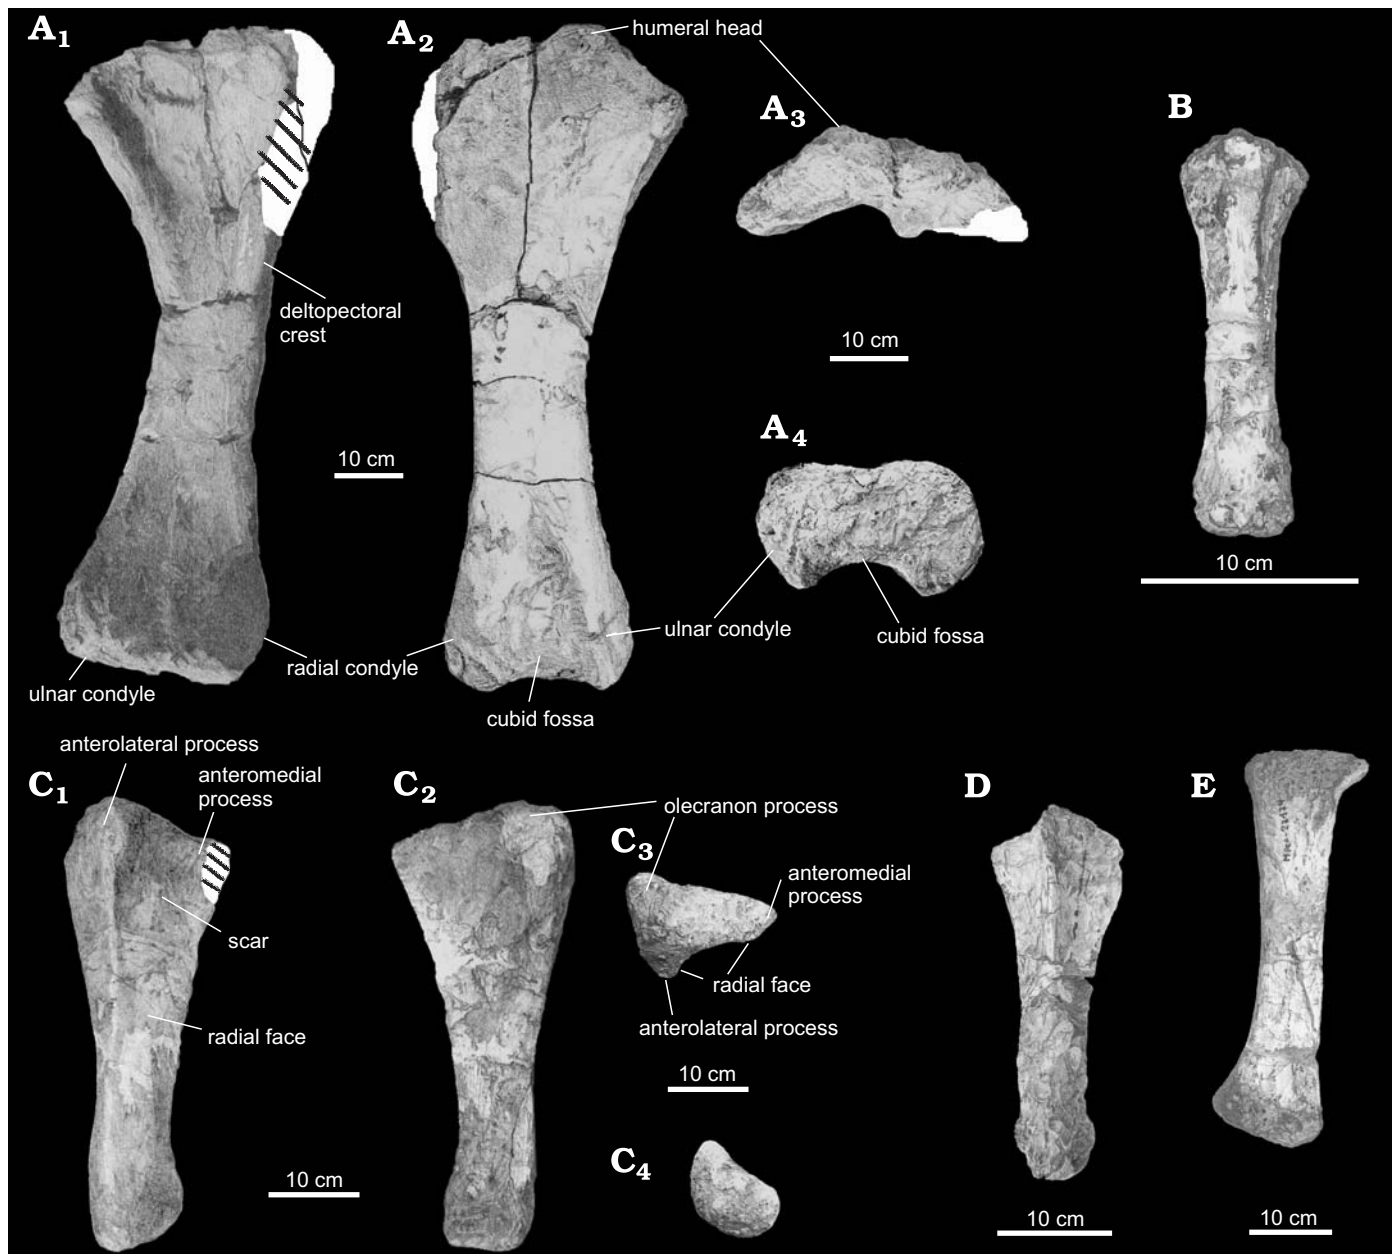 A1
A2
humeral head
A3
B
deltopectoral
crest
10 cm
10 cm
A4
10 cm
ulnar condyle
cubid fossa
radial condyle
ulnar condyle
cubid fossa
anterolateral process
anteromedial
process
C1
C2
olecranon process
C3
D
E
anteromedial
process
scar
radial face
radial face
anterolateral process
10 cm
C4
10 cm
10 cm
10 cm